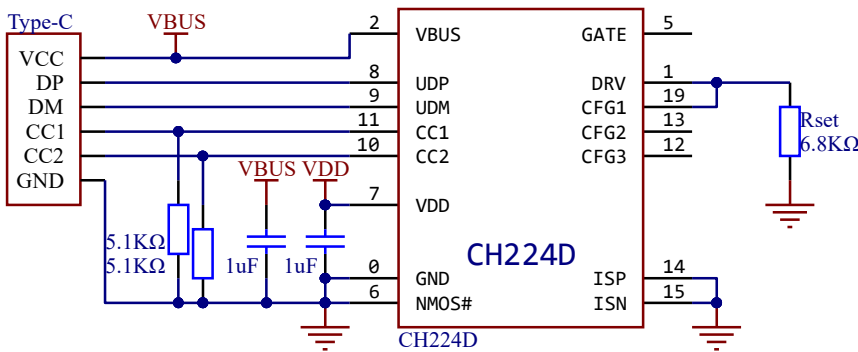 Type-C
VBUS
VCC
DP
DM
CC1
CC2
GND
2
8
9
11
10
7
0
6
VBUS
UDP
UDM
CC1
CC2
VDD
GND
NMOS#
GATE
DRV
CFG1
CFG2
CFG3
ISP
ISN
5
1
19
13
12
14
15
VBUS
VDD
5.1KΩ
5.1KΩ
1uF
1uF
CH224D
CH224D
Rset
6.8KΩ